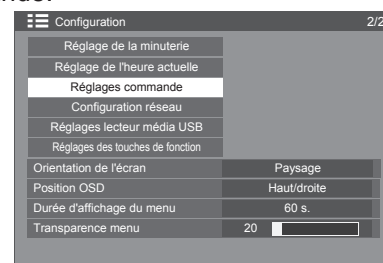 Configuration 2/2
Réglage de la minuterie
Réglage de l'heure actuelle
Réglages commande
Configuration réseau
Réglages lecteur média USB
Réglages des touches de fonction
Orientation de l'écran Paysage
Position OSD Haut/droite
Durée d'affichage du menu 60 s.
Transparence menu 20